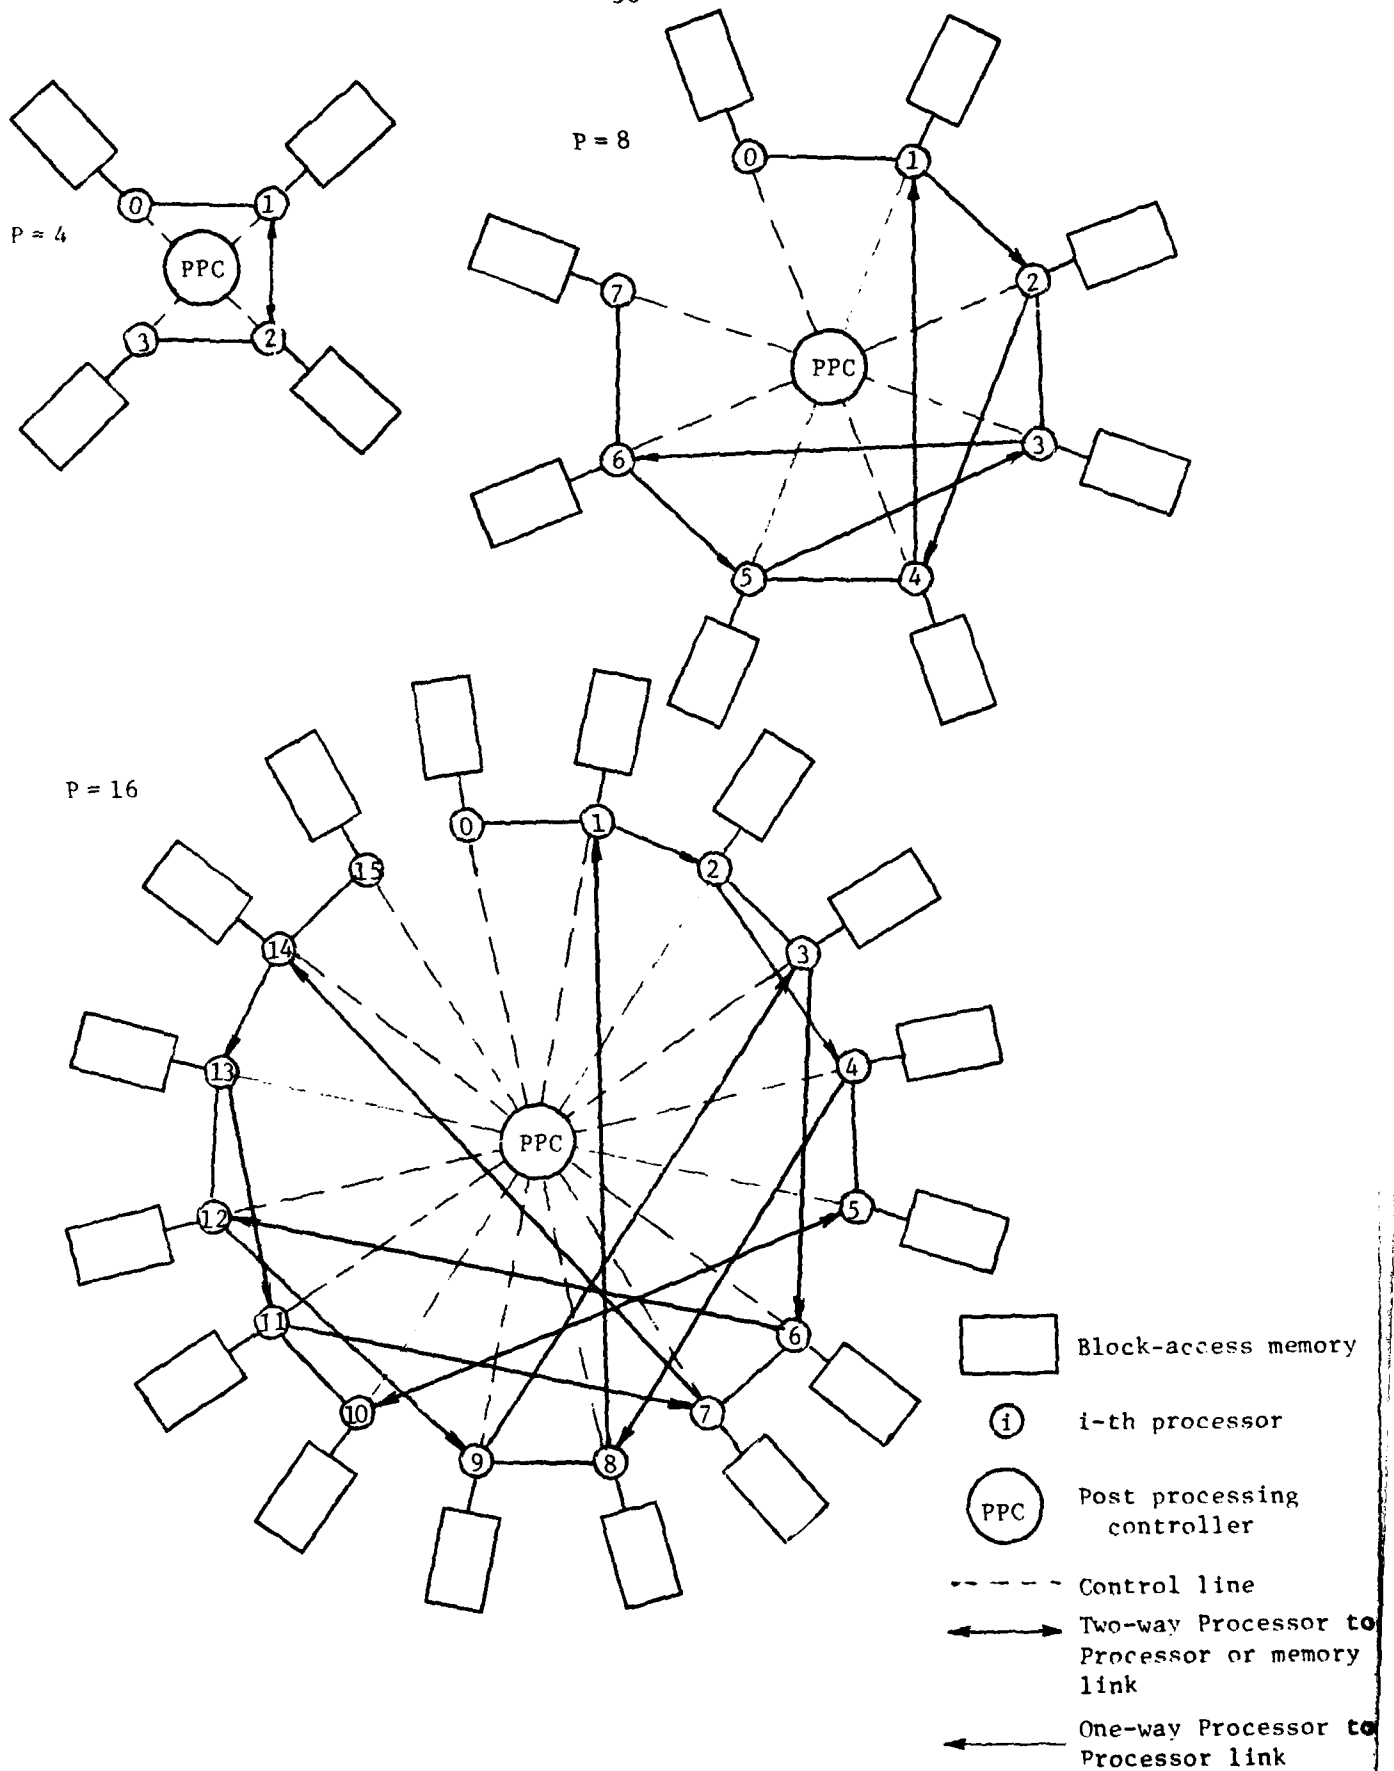 P = 4
0
1
PPC
3
2
P = 8
0
1
7
2
PPC
6
3
5
4
P = 16
0
1
15
2
14
3
13
4
PPC
12
5
11
6
10
7
9
8
Block-access memory
i
i-th processor
PPC
Post processing
controller
Control line
Two-way Processor to
Processor or memory
link
One-way Processor to
Processor link